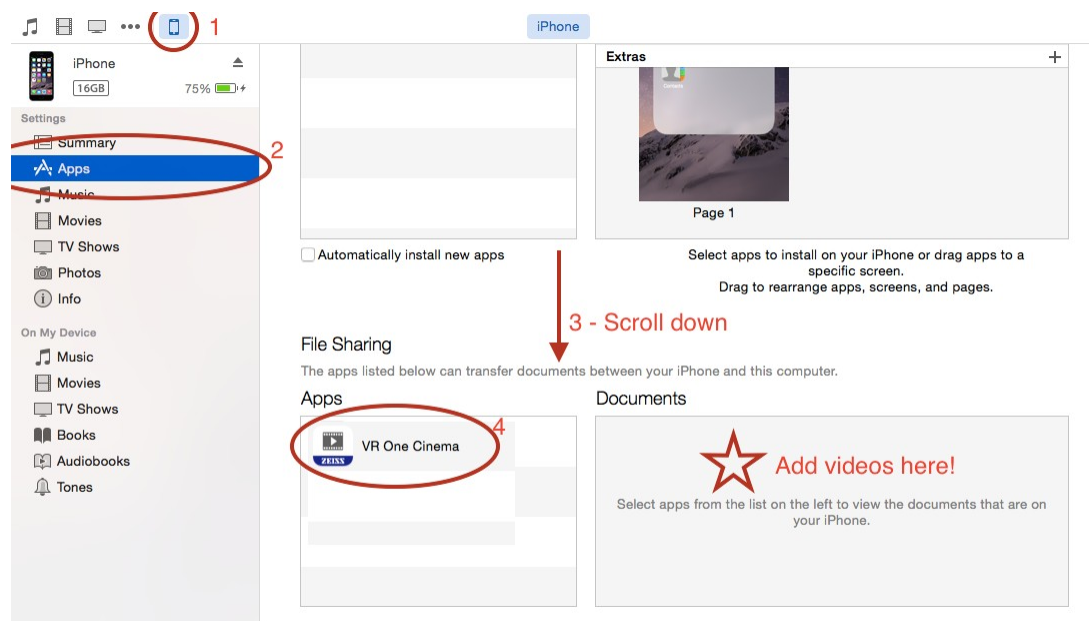 1
iPhone
iPhone
16GB
75%
Settings
Summary
2
Apps
Music
Movies
TV Shows
Photos
Info
On My Device
Music
Movies
TV Shows
Books
Audiobooks
Tones
Extras
Page 1
Automatically install new apps
Select apps to install on your iPhone or drag apps to a
specific screen.
Drag to rearrange apps, screens, and pages.
3 - Scroll down
File Sharing
The apps listed below can transfer documents between your iPhone and this computer.
Apps
4
ZEISS
VR One Cinema
Documents
Add videos here!
Select apps from the list on the left to view the documents that are on
your iPhone.